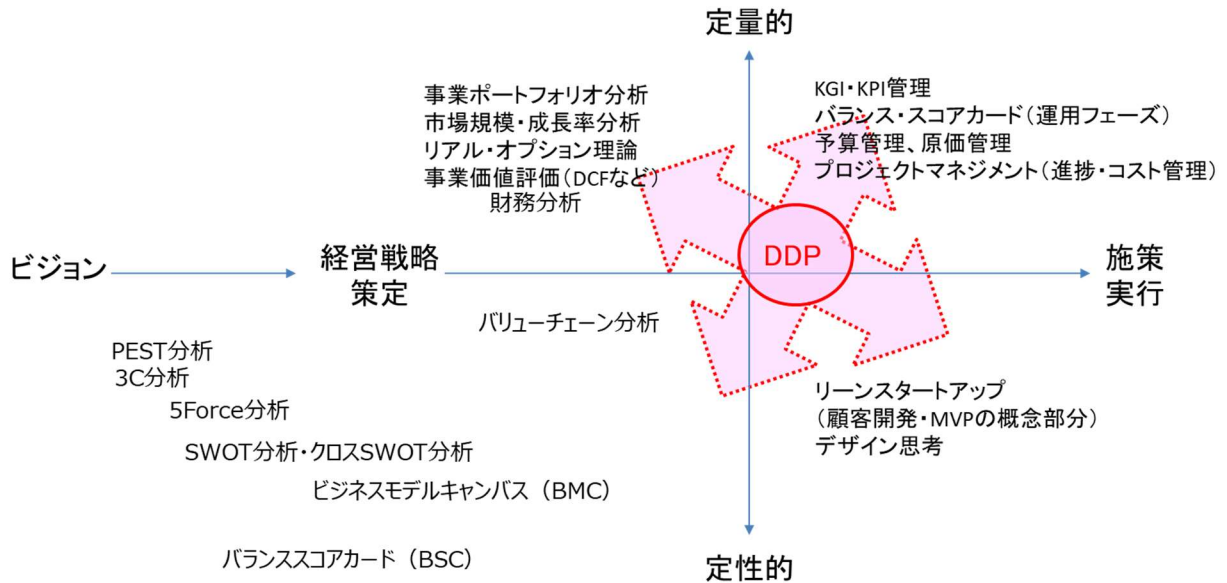 定量的
事業ポートフォリオ分析
市場規模・成長率分析
リアル・オプション理論
事業価値評価（DCFなど）
財務分析
KGI・KPI管理
バランス・スコアカード（運用フェーズ）
予算管理、原価管理
プロジェクトマネジメント（進捗・コスト管理）
DDP
ビジョン
経営戦略
策定
施策
実行
バリューチェーン分析
PEST分析
3C分析
5Force分析
SWOT分析・クロスSWOT分析
ビジネスモデルキャンバス（BMC）
バランススコアカード（BSC）
リーンスタートアップ
（顧客開発・MVPの概念部分）
デザイン思考
定性的